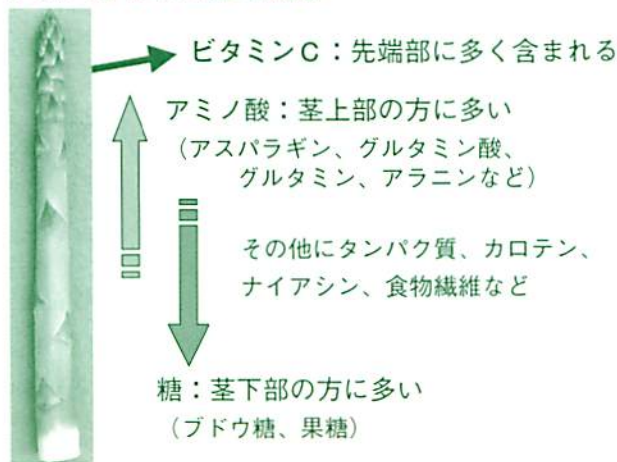 ビタミンC：先端部に多く含まれる
アミノ酸：茎上部の方に多い
（アスパラギン、グルタミン酸、
グルタミン、アラニンなど）
その他にタンパク質、カロテン、
ナイアシン、食物繊維など
糖：茎下部の方に多い
（ブドウ糖、果糖）